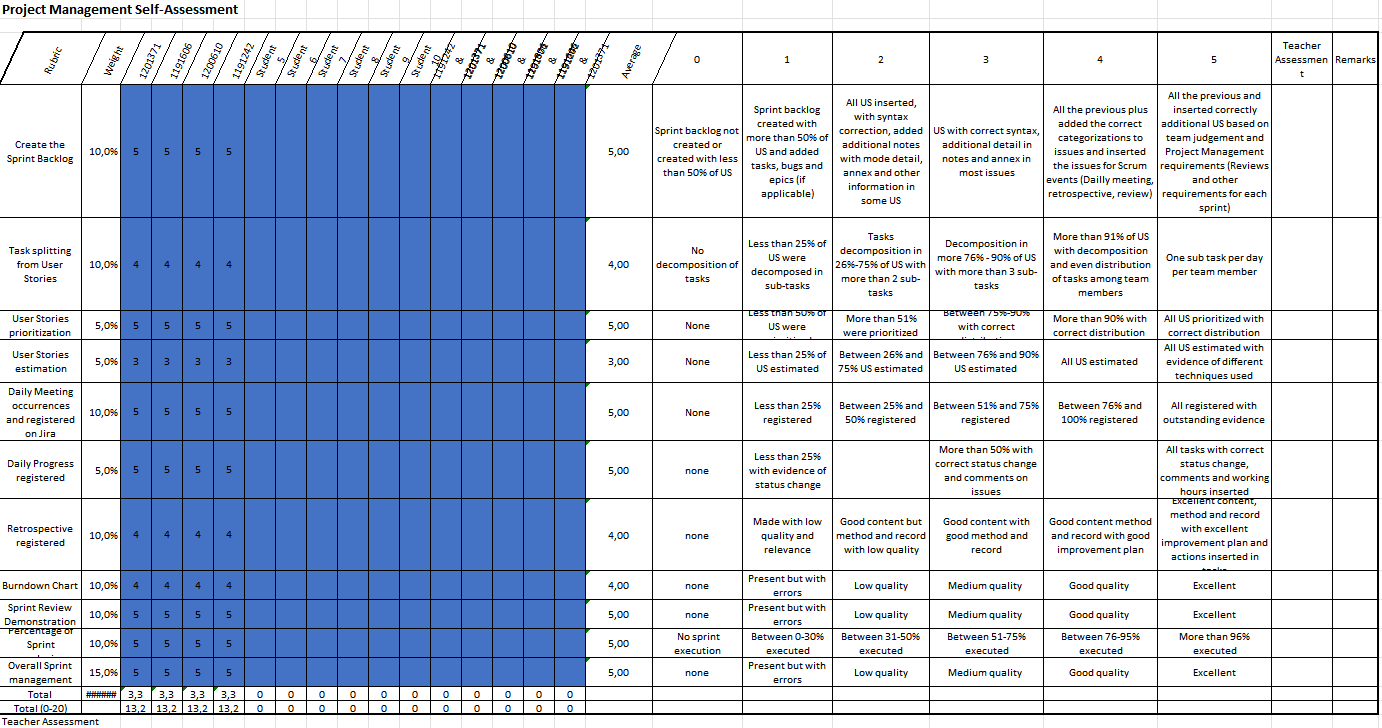 Project Management Self-Assessment
Rubric Weight 1201371 1191606 1200610 1191242 Student 5 Student 6 Student 7 Student 8 Student 9 Student 10 1191242 & 1201371 & 1200610 & & & 1201371 Average 0 1 2 3 4 5 Teacher Assessmen t Remarks
Create the
Sprint Backlog
10,0% 5 5 5 5 5,00
Sprint backlog not
created or
created with less
than 50% of US
Sprint backlog
created with
more than 50% of
US and added
tasks, bugs and
epics (if
applicable)
All US inserted,
with syntax
correction, added
additional notes
with mode detail,
annex and other
information in
some US
US with correct syntax,
additional detail in
notes and annex in
most issues
All the previous plus
added the correct
categorizations to
issues and inserted
the issues for Scrum
events (Dailly meeting,
retrospective, review)
All the previous and
inserted correctly
additional US based on
team judgement and
Project Management
requirements (Reviews
and other
requirements for each
sprint)
Task splitting
from User
Stories
10,0% 4 4 4 4 4,00
No
decomposition of
tasks
Less than 25% of
US were
decomposed in
sub-tasks
Tasks
decomposition in
26%-75% of US with
more than 2 sub-
tasks
Decomposition in
more 76% - 90% of US
with more than 3 sub-
tasks
More than 91% of US
with decomposition
and even distribution
of tasks among team
members
One sub task per day
per team member
User Stories
prioritization
5,0% 5 5 5 5 5,00
None
Less than 50% of
US were
More than 51%
were prioritized
Between 75%-90%
with correct
More than 90% with
correct distribution
All US prioritized with
correct distribution
User Stories
estimation
5,0% 3 3 3 3 3,00
None
Less than 25% of
US estimated
Between 26% and
75% US estimated
Between 76% and 90%
US estimated
All US estimated
All US estimated with
evidence of different
techniques used
Daily Meeting
occurrences
and registered
on Jira
10,0% 5 5 5 5 5,00
None
Less than 25%
registered
Between 25% and
50% registered
Between 51% and 75%
registered
Between 76% and
100% registered
All registered with
outstanding evidence
Daily Progress
registered
5,0% 5 5 5 5 5,00
none
Less than 25%
with evidence of
status change
More than 50% with
correct status change
and comments on
issues
All tasks with correct
status change,
comments and working
hours inserted
Retrospective
registered
10,0% 4 4 4 4 4,00
none
Made with low
quality and
relevance
Good content but
method and record
with low quality
Good content with
good method and
record
Good content method
and record with good
improvement plan
Excellent content,
method and record
with excellent
improvement plan and
actions inserted in
Burndown Chart
10,0% 4 4 4 4 4,00
none
Present but with
errors
Low quality
Medium quality
Good quality
Excellent
Sprint Review
Demonstration
10,0% 5 5 5 5 5,00
none
Present but with
errors
Low quality
Medium quality
Good quality
Excellent
Percentage of
Sprint
10,0% 5 5 5 5 5,00
No sprint
execution
Between 0-30%
executed
Between 31-50%
executed
Between 51-75%
executed
Between 76-95%
executed
More than 96%
executed
Overall Sprint
management
15,0% 5 5 5 5 5,00
none
Present but with
errors
Low quality
Medium quality
Good quality
Excellent
Total ###### 3,3 3,3 3,3 3,3 0 0 0 0 0 0 0 0 0 0 0
Total (0-20) 13,2 13,2 13,2 13,2 0 0 0 0 0 0 0 0 0 0 0
Teacher Assessment